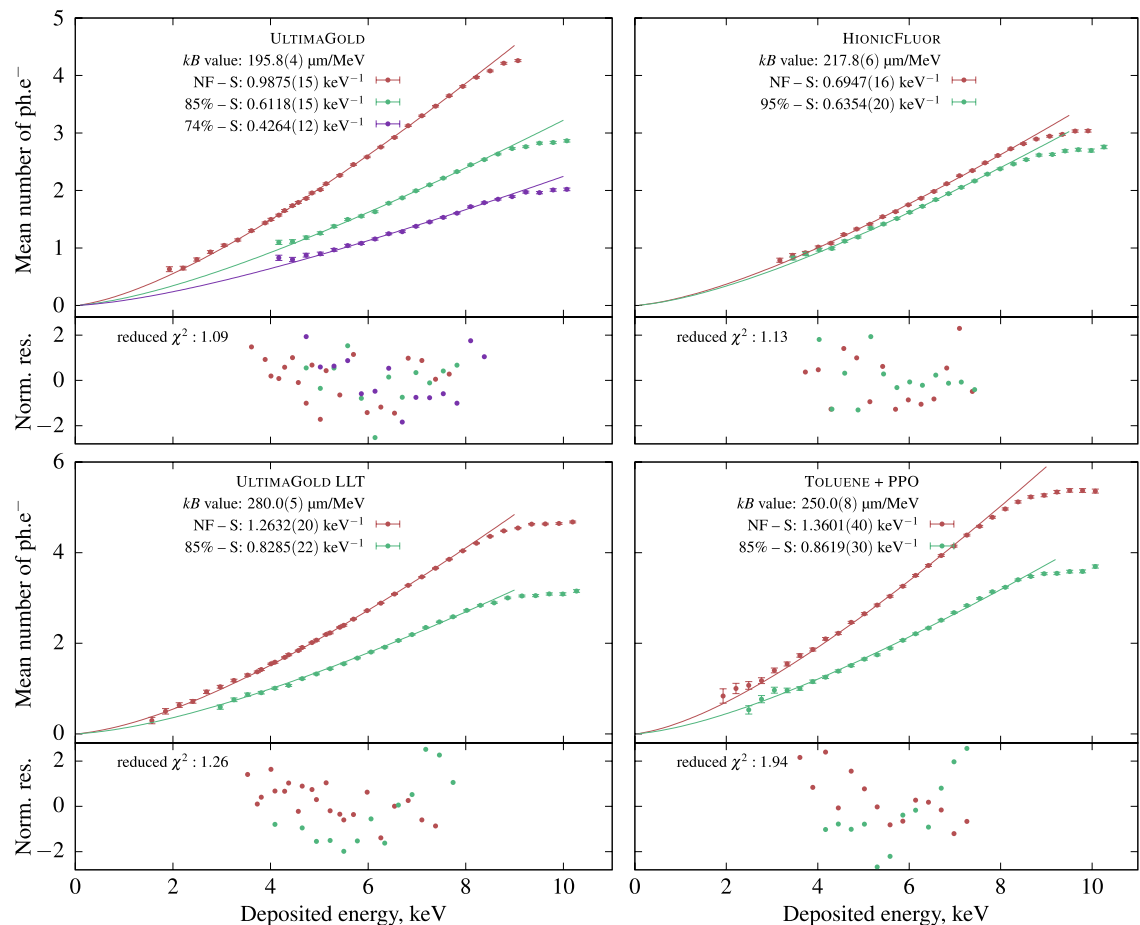 ULTIMAGOLD
kB value: 195.8(4) μm/MeV
NF – S: 0.9875(15) keV⁻¹
85% – S: 0.6118(15) keV⁻¹
74% – S: 0.4264(12) keV⁻¹
Mean number of ph.e⁻
5
4
3
2
1
0
HIONICFLUOR
kB value: 217.8(6) μm/MeV
NF – S: 0.6947(16) keV⁻¹
95% – S: 0.6354(20) keV⁻¹
Norm. res.
2
0
−2
reduced χ² : 1.09
reduced χ² : 1.13
ULTIMAGOLD LLT
kB value: 280.0(5) μm/MeV
NF – S: 1.2632(20) keV⁻¹
85% – S: 0.8285(22) keV⁻¹
Mean number of ph.e⁻
6
4
2
0
TOLUENE + PPO
kB value: 250.0(8) μm/MeV
NF – S: 1.3601(40) keV⁻¹
85% – S: 0.8619(30) keV⁻¹
Norm. res.
2
0
−2
reduced χ² : 1.26
reduced χ² : 1.94
0 2 4 6 8 10
Deposited energy, keV
0 2 4 6 8 10
Deposited energy, keV